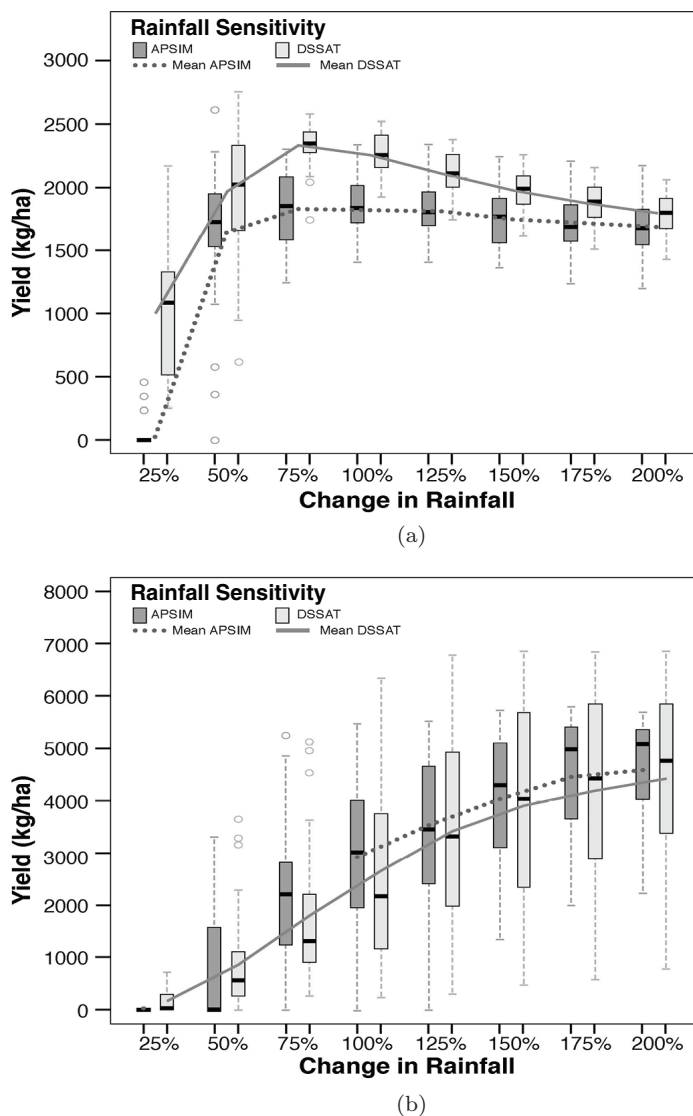 Rainfall Sensitivity
APSIM DSSAT
Mean APSIM Mean DSSAT
Yield (kg/ha)
3000
2500
2000
1500
1000
500
0
25% 50% 75% 100% 125% 150% 175% 200%
Change in Rainfall
(a)
Rainfall Sensitivity
APSIM DSSAT
Mean APSIM Mean DSSAT
Yield (kg/ha)
8000
7000
6000
5000
4000
3000
2000
1000
0
25% 50% 75% 100% 125% 150% 175% 200%
Change in Rainfall
(b)